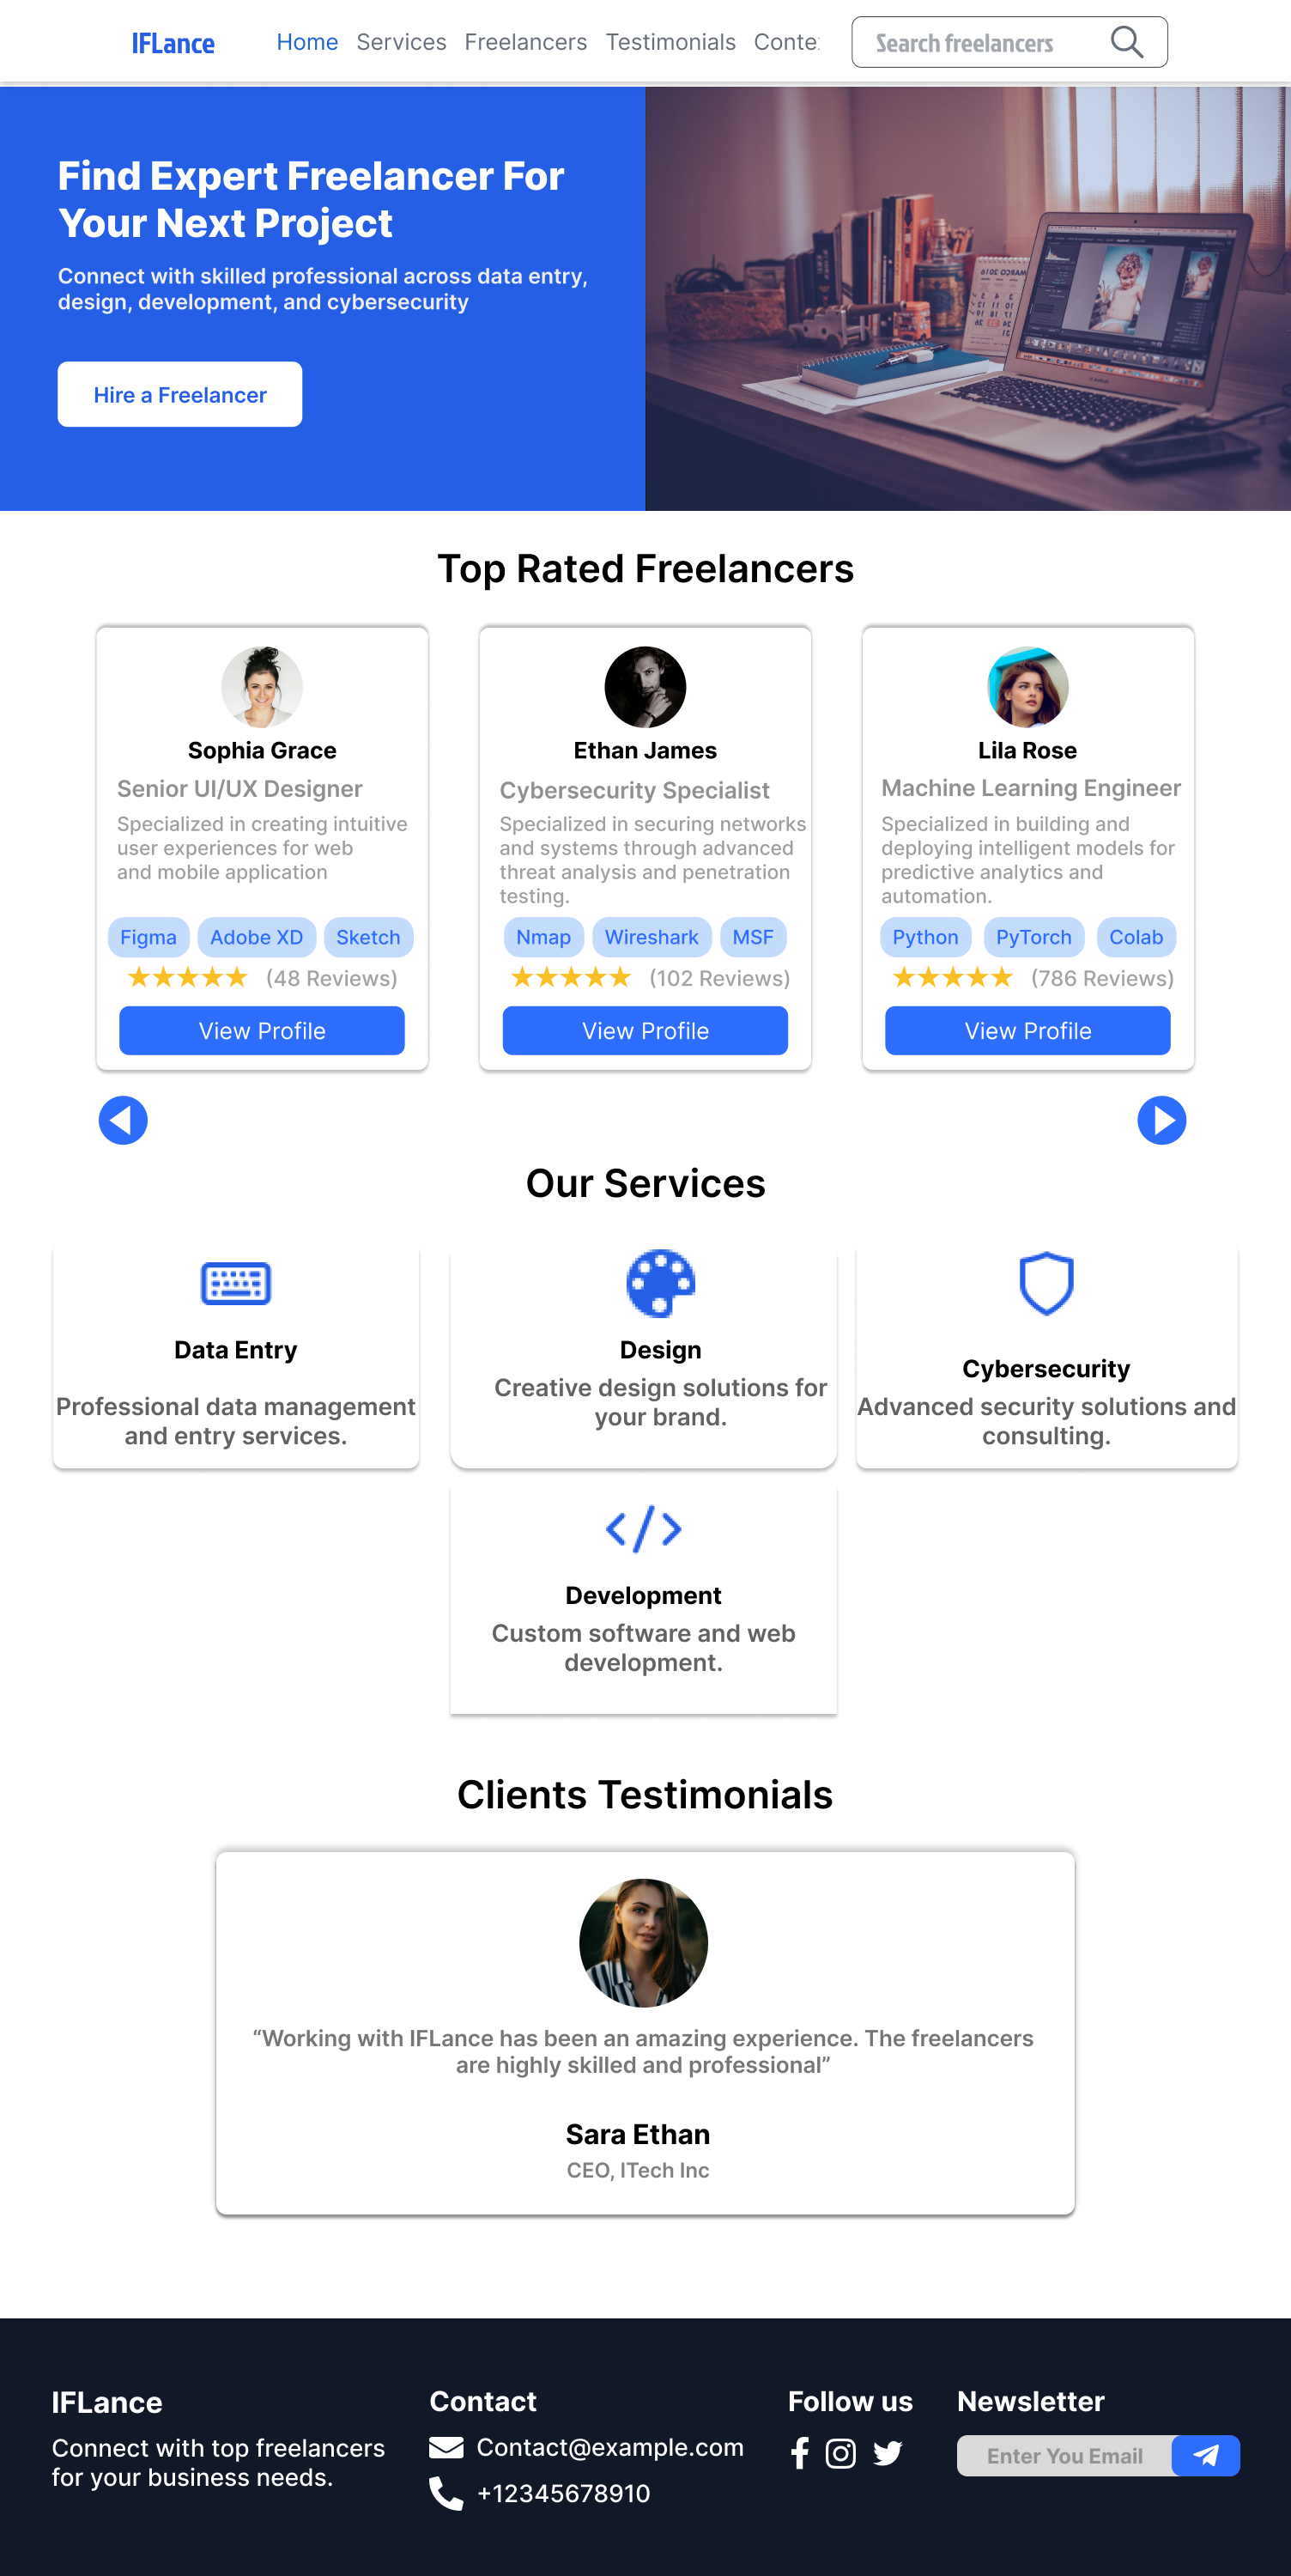 IFLance
Home Services Freelancers Testimonials Conte
Search freelancers
Find Expert Freelancer For
Your Next Project
Connect with skilled professional across data entry,
design, development, and cybersecurity
Hire a Freelancer
MARCO 2016
Top Rated Freelancers
Sophia Grace
Senior UI/UX Designer
Specialized in creating intuitive
user experiences for web
and mobile application
Figma Adobe XD Sketch
(48 Reviews)
View Profile
Ethan James
Cybersecurity Specialist
Specialized in securing networks
and systems through advanced
threat analysis and penetration
testing.
Nmap Wireshark MSF
(102 Reviews)
View Profile
Lila Rose
Machine Learning Engineer
Specialized in building and
deploying intelligent models for
predictive analytics and
automation.
Python PyTorch Colab
(786 Reviews)
View Profile
Our Services
Data Entry
Professional data management
and entry services.
Design
Creative design solutions for
your brand.
Cybersecurity
Advanced security solutions and
consulting.
Development
Custom software and web
development.
Clients Testimonials
“Working with IFLance has been an amazing experience. The freelancers
are highly skilled and professional”
Sara Ethan
CEO, ITech Inc
IFLance
Connect with top freelancers
for your business needs.
Contact
Contact@example.com
+12345678910
Follow us
Newsletter
Enter You Email